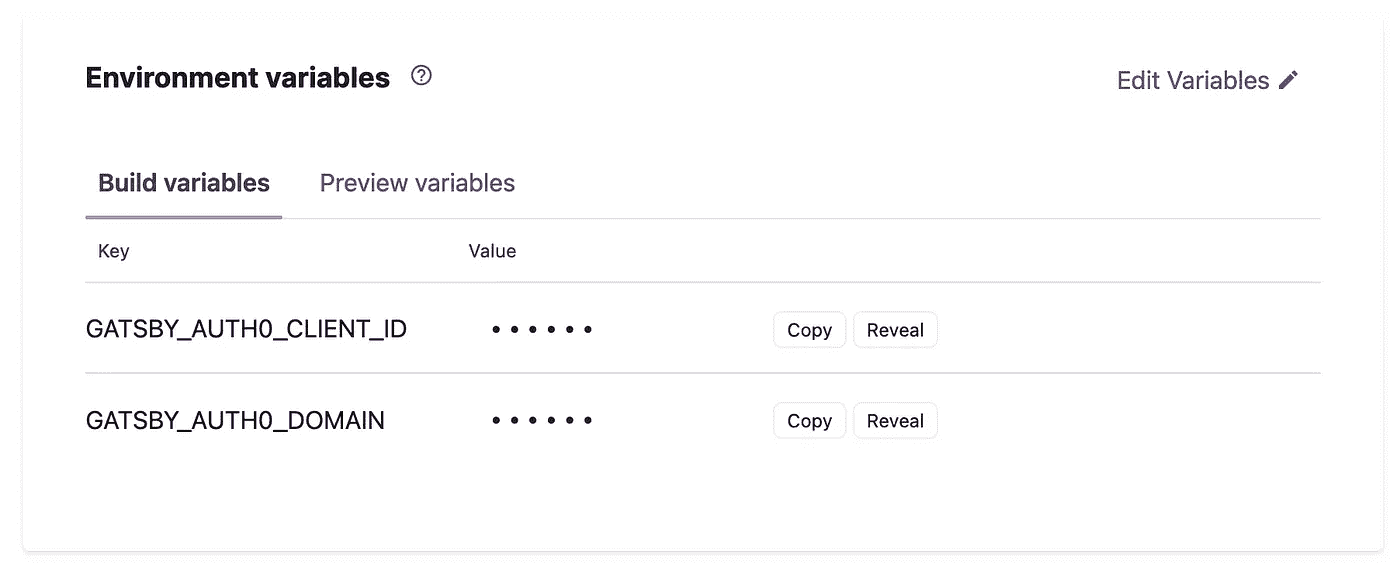 Environment variables
Edit Variables
Build variables Preview variables
Key Value
GATSBY_AUTH0_CLIENT_ID •••••• Copy Reveal
GATSBY_AUTH0_DOMAIN •••••• Copy Reveal